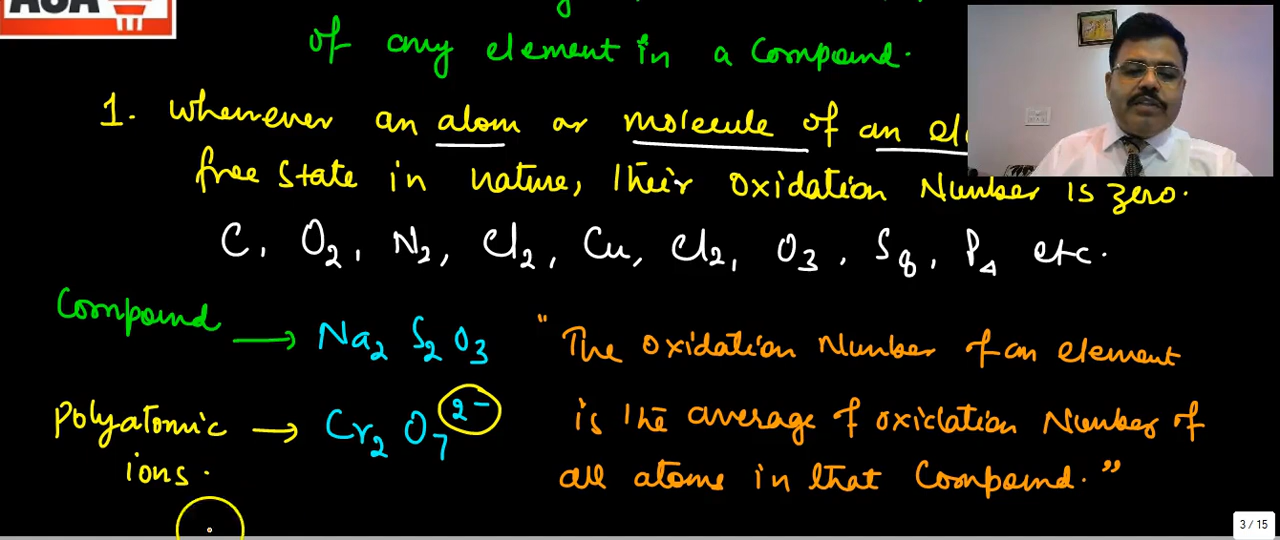 of any element in a Compound.
1. Whenever an atom or molecule of an
free state in nature, their oxidation Number is zero.
C, O2, N2, Cl2, Cu, Cl2, O3, S8, P4 etc.
Compound → Na2 S2 O3
"The oxidation Number of an element
Polyatomic → Cr2 O7 2-
is the average of oxidation Number of
ions.
all atoms in that Compound."
3 / 15